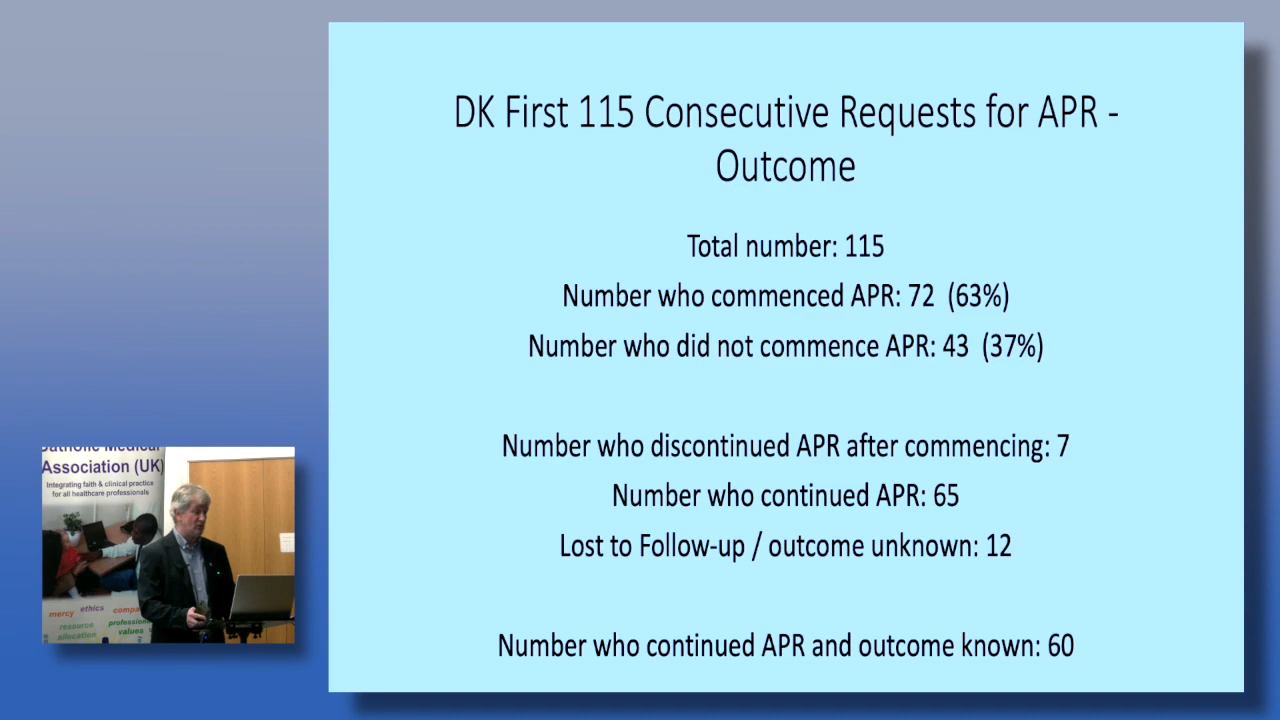 DK First 115 Consecutive Requests for APR -
Outcome
Total number: 115
Number who commenced APR: 72 (63%)
Number who did not commence APR: 43 (37%)
Number who discontinued APR after commencing: 7
Number who continued APR: 65
Lost to Follow-up / outcome unknown: 12
Number who continued APR and outcome known: 60
Catholic Medical
Association (UK)
Integrating faith & clinical practice
for all healthcare professionals
mercy ethics
resource
allocation
values